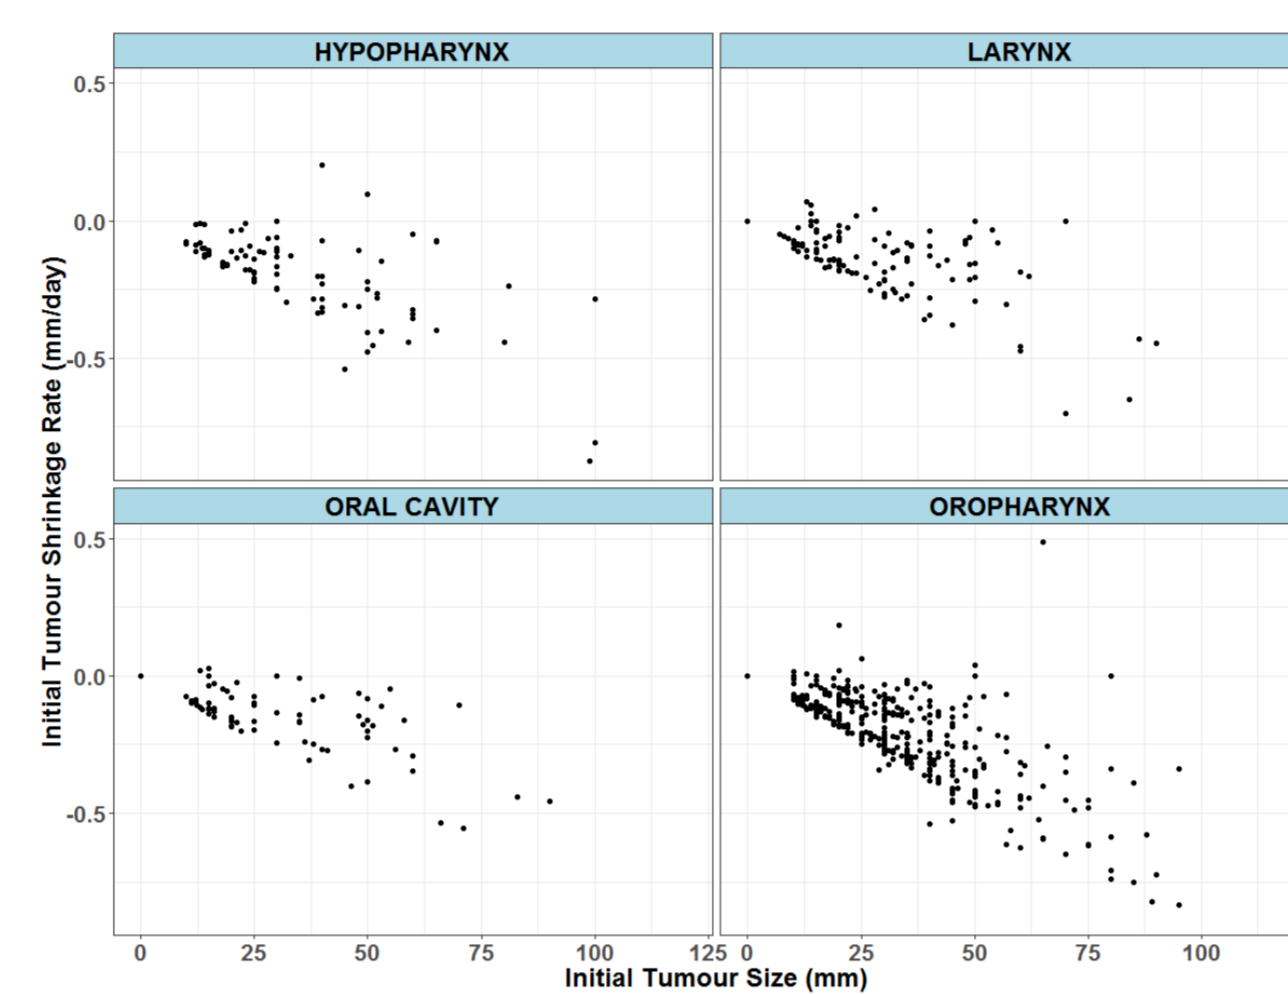 HYPOPHARYNX
LARYNX
0.5
0.0
-0.5
ORAL CAVITY
OROPHARYNX
0.5
0.0
-0.5
Initial Tumour Shrinkage Rate (mm/day)
0 25 50 75 100 125 0 25 50 75 100
Initial Tumour Size (mm)